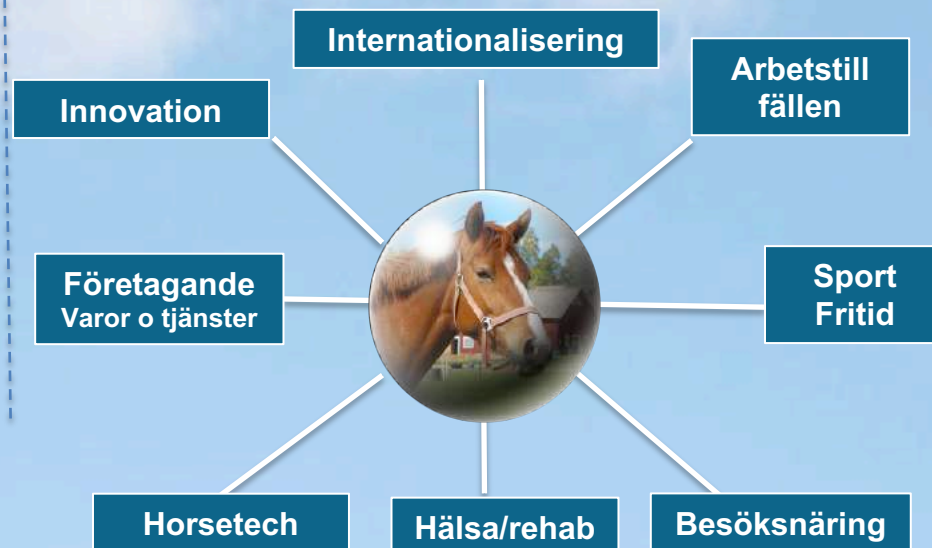 Internationalisering
Arbetstill
fällen
Innovation
Företagande
Varor o tjänster
Sport
Fritid
Horsetech
Hälsa/rehab
Besöksnäring